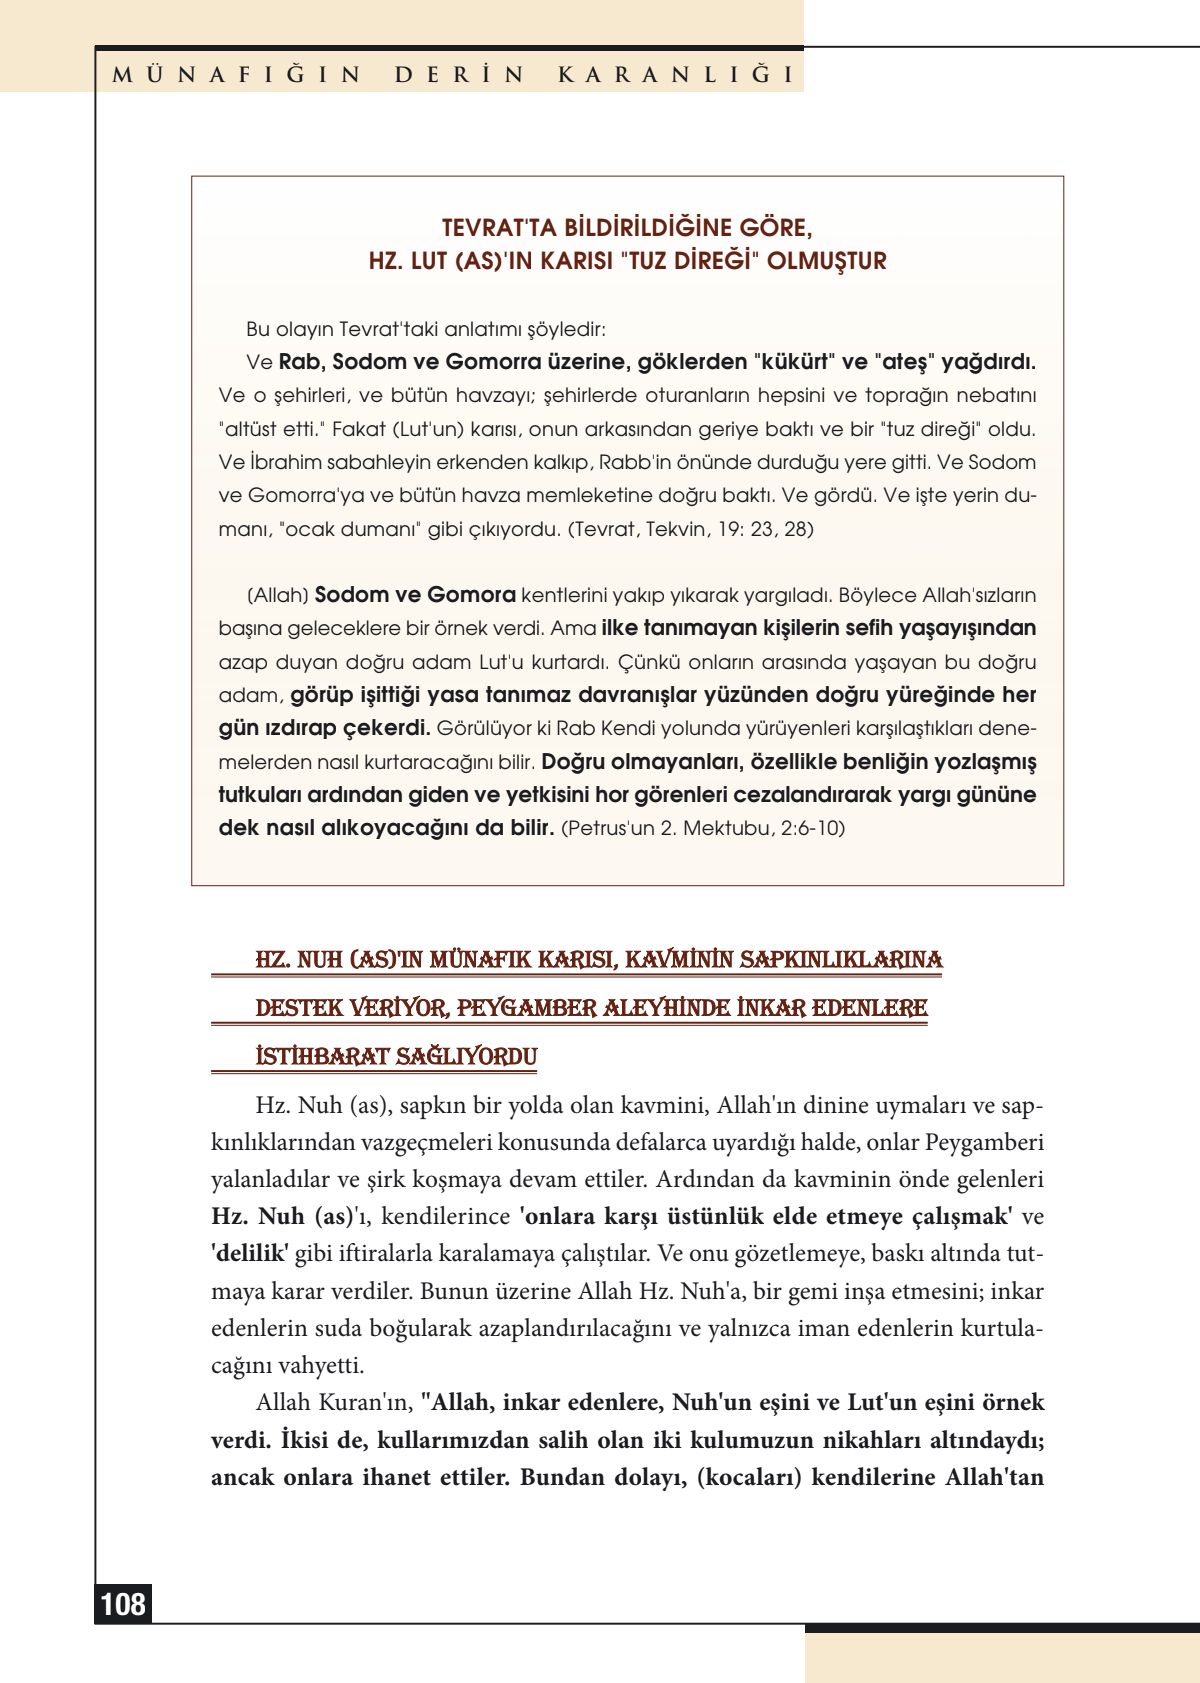 MÜNAFIĞIN DERİN KARANLIĞI
TEVRAT'TA BİLDİRİLDİĞİNE GÖRE,
HZ. LUT (AS)'IN KARISI "TUZ DİREĞİ" OLMUŞTUR
Bu olayın Tevrat'taki anlatımı şöyledir:
Ve Rab, Sodom ve Gomorra üzerine, göklerden "kükürt" ve "ateş" yağdırdı.
Ve o şehirleri, ve bütün havzayı; şehirlerde oturanların hepsini ve toprağın nebatını
"altüst etti." Fakat (Lut'un) karısı, onun arkasından geriye baktı ve bir "tuz direği" oldu.
Ve İbrahim sabahleyin erkenden kalkıp, Rabb'in önünde durduğu yere gitti. Ve Sodom
ve Gomorra'ya ve bütün havza memleketine doğru baktı. Ve gördü. Ve işte yerin du-
manı, "ocak dumanı" gibi çıkıyordu. (Tevrat, Tekvin, 19: 23, 28)
(Allah) Sodom ve Gomora kentlerini yakıp yıkarak yargıladı. Böylece Allah'sızların
başına geleceklere bir örnek verdi. Ama ilke tanımayan kişilerin sefih yaşayışından
azap duyan doğru adam Lut'u kurtardı. Çünkü onların arasında yaşayan bu doğru
adam, görüp işittiği yasa tanımaz davranışlar yüzünden doğru yüreğinde her
gün ızdırap çekerdi. Görülüyor ki Rab Kendi yolunda yürüyenleri karşılaştıkları dene-
melerden nasıl kurtaracağını bilir. Doğru olmayanları, özellikle benliğin yozlaşmış
tutkuları ardından giden ve yetkisini hor görenleri cezalandırarak yargı gününe
dek nasıl alıkoyacağını da bilir. (Petrus'un 2. Mektubu, 2:6-10)
HZ. NUH (AS)'IN MÜNAFIK KARISI, KAVMİNİN SAPKINLIKLARINA
DESTEK VERİYOR, PEYGAMBER ALEYHİNDE İNKAR EDENLERE
İSTİHBARAT SAĞLIYORDU
Hz. Nuh (as), sapkın bir yolda olan kavmini, Allah'ın dinine uymaları ve sap-
kınlıklarından vazgeçmeleri konusunda defalarca uyardığı halde, onlar Peygamberi
yalanladılar ve şirk koşmaya devam ettiler. Ardından da kavminin önde gelenleri
Hz. Nuh (as)'ı, kendilerince 'onlara karşı üstünlük elde etmeye çalışmak' ve
'delilik' gibi iftiralarla karalamaya çalıştılar. Ve onu gözetlemeye, baskı altında tut-
maya karar verdiler. Bunun üzerine Allah Hz. Nuh'a, bir gemi inşa etmesini; inkar
edenlerin suda boğularak azaplandırılacağını ve yalnızca iman edenlerin kurtula-
cağını vahyetti.
Allah Kuran'ın, "Allah, inkar edenlere, Nuh'un eşini ve Lut'un eşini örnek
verdi. İkisi de, kullarımızdan salih olan iki kulumuzun nikahları altındaydı;
ancak onlara ihanet ettiler. Bundan dolayı, (kocaları) kendilerine Allah'tan
108